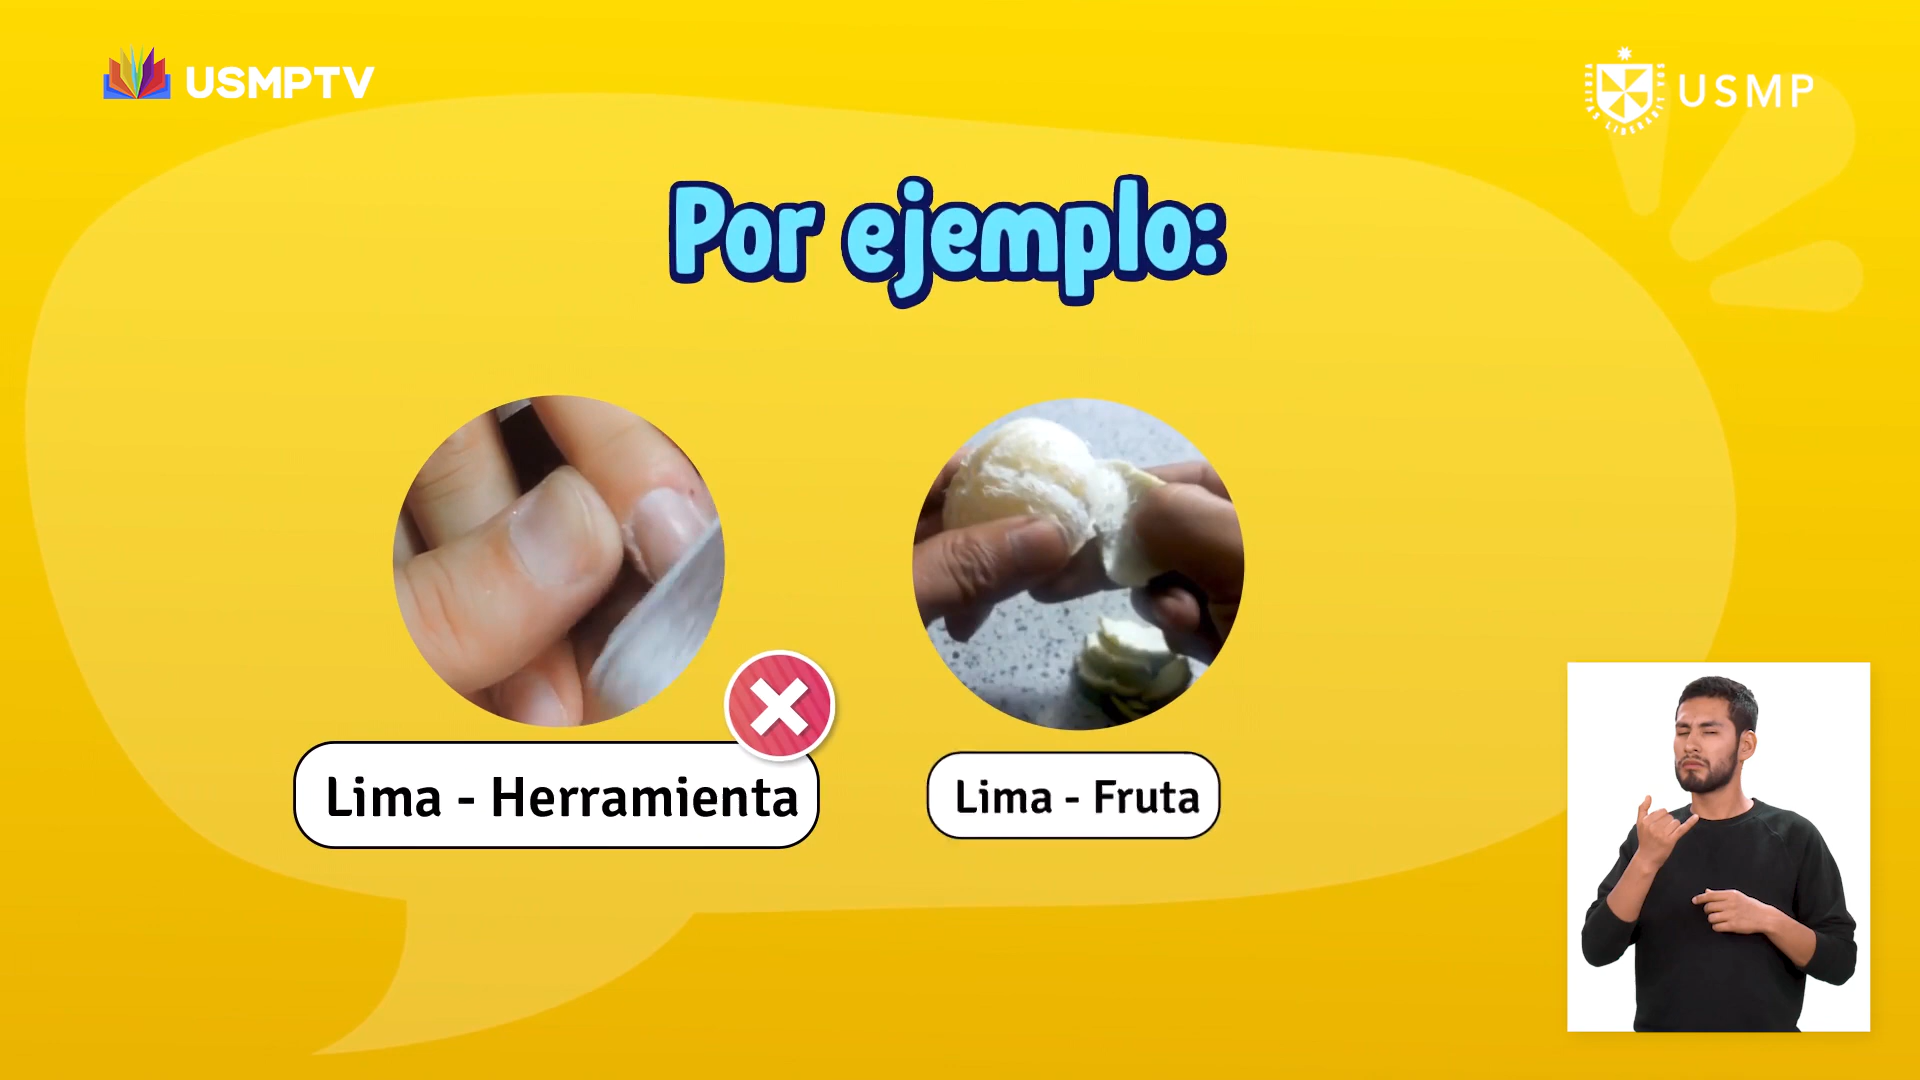 USMPTV
USMP
Por ejemplo:
Lima - Herramienta
Lima - Fruta